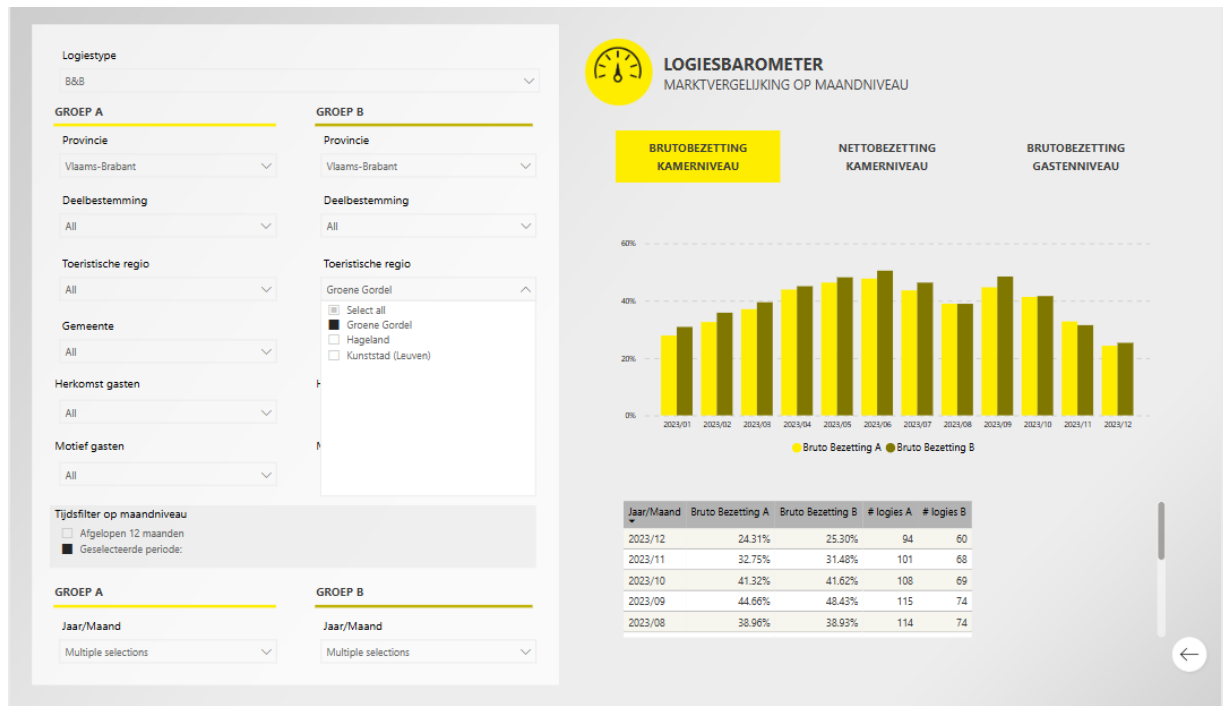 Logiestype
B&B
GROEP A
GROEP B
Provincie
Provincie
Vlaams-Brabant
Vlaams-Brabant
Deelbestemming
Deelbestemming
All
All
Toeristische regio
Toeristische regio
All
Groene Gordel
Select all
Groene Gordel
Hageland
Kunststad (Leuven)
Gemeente
All
Herkomst gasten
H
All
Motief gasten
All
Tijdsfilter op maandniveau
Afgelopen 12 maanden
Geselecteerde periode:
GROEP A
GROEP B
Jaar/Maand
Jaar/Maand
Multiple selections
Multiple selections
LOGIESBAROMETER
MARKTVERGELIJKING OP MAANDNIVEAU
BRUTOBEZETTING
KAMERNIVEAU
NETTOBEZETTING
KAMERNIVEAU
BRUTOBEZETTING
GASTENNIVEAU
60%
40%
20%
0%
2023/01 2023/02 2023/03 2023/04 2023/05 2023/06 2023/07 2023/08 2023/09 2023/10 2023/11 2023/12
Bruto Bezetting A Bruto Bezetting B
Jaar/Maand Bruto Bezetting A Bruto Bezetting B # logies A # logies B
2023/12 24.31% 25.30% 94 60
2023/11 32.75% 31.48% 101 68
2023/10 41.32% 41.62% 108 69
2023/09 44.66% 48.43% 115 74
2023/08 38.96% 38.93% 114 74